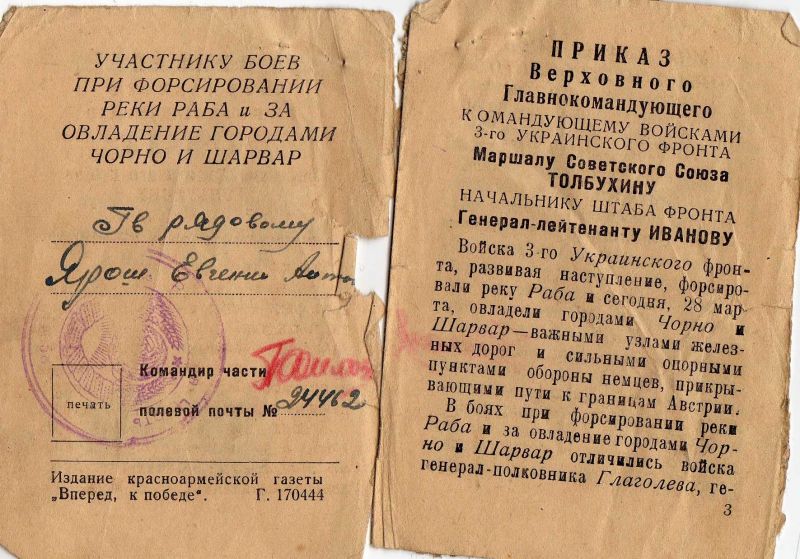 УЧАСТНИКУ БОЕВ
ПРИ ФОРСИРОВАНИИ
РЕКИ РАБА и ЗА
ОВЛАДЕНИЕ ГОРОДАМИ
ЧОРНО И ШАРВАР
Гв рядовому
Ярош Евгению
Командир части
полевой почты № 24462
печать
Издание красноармейской газеты
„Вперед, к победе“. Г. 170444
ПРИКАЗ
Верховного
Главнокомандующего
КОМАНДУЮЩЕМУ ВОЙСКАМИ
3-го УКРАИНСКОГО ФРОНТА
Маршалу Советского Союза
ТОЛБУХИНУ
НАЧАЛЬНИКУ ШТАБА ФРОНТА
Генерал-лейтенанту ИВАНОВУ
Войска 3-го Украинского фрон-
та, развивая наступление, форсиро-
вали реку Раба и сегодня, 28 мар-
та, овладели городами Чорно и
Шарвар—важными узлами желез-
ных дорог и сильными опорными
пунктами обороны немцев, прикры-
вающими пути к границам Австрии.
В боях при форсировании реки
Раба и за овладение городами Чор-
но и Шарвар отличились войска
генерал-полковника Глаголева, ге-
3